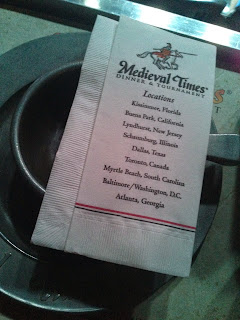 Medieval Times
DINNER & TOURNAMENT
Locations
Kissimmee, Florida
Buena Park, California
Lyndhurst, New Jersey
Schaumburg, Illinois
Dallas, Texas
Toronto, Canada
Myrtle Beach, South Carolina
Baltimore/Washington, D.C.
Atlanta, Georgia